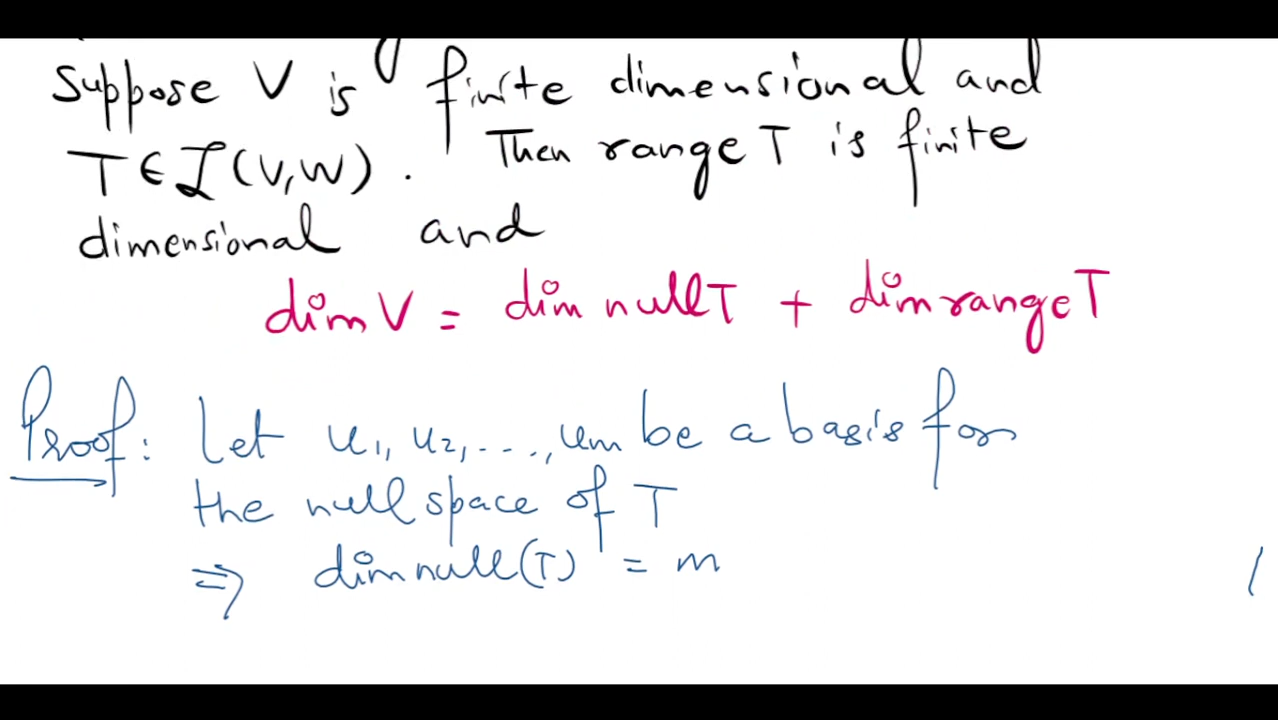 Suppose V is finite dimensional and
T ∈ ℒ(V,W). Then range T is finite
dimensional and
dim V = dim null T + dim range T
Proof: Let u₁, u₂, ..., uₘ be a basis for
the null space of T
⇒ dim null(T) = m